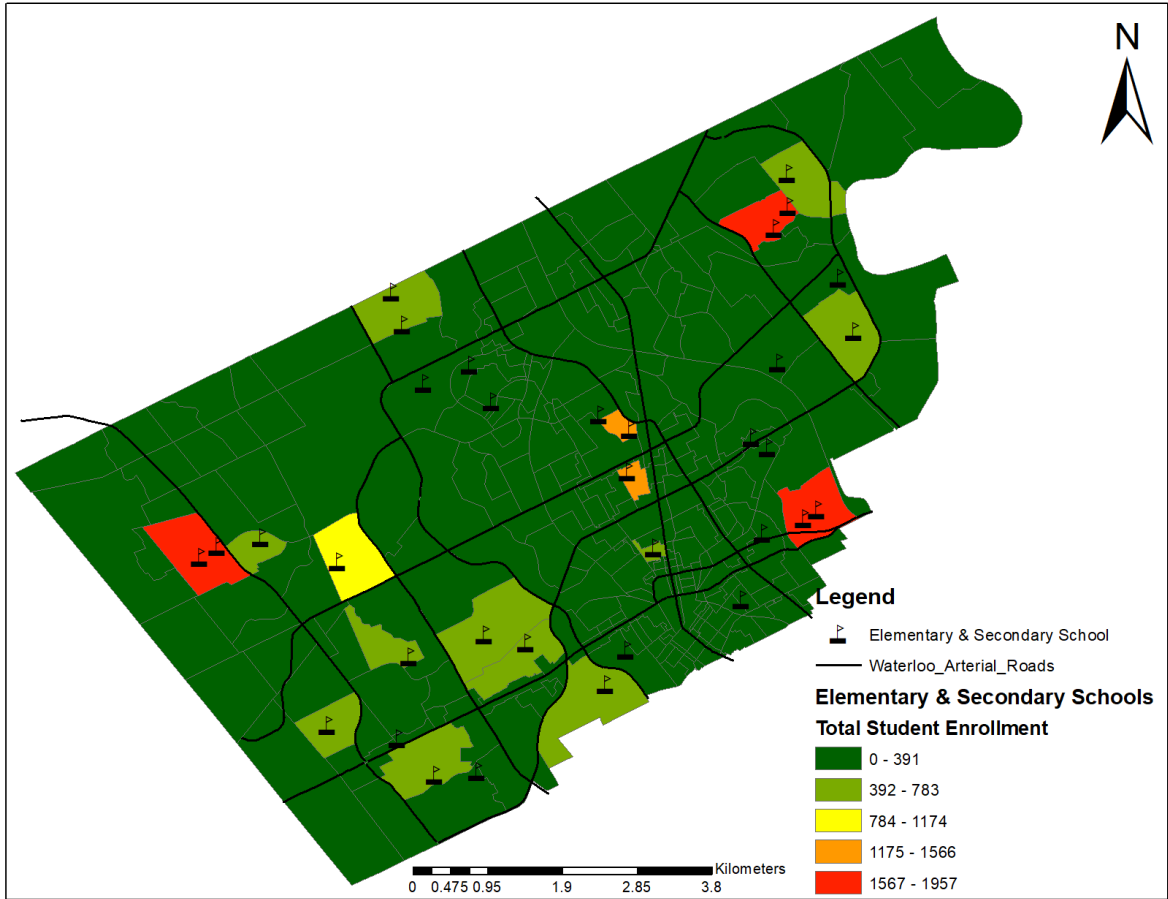 N
Legend
Elementary & Secondary School
Waterloo_Arterial_Roads
Elementary & Secondary Schools
Total Student Enrollment
0 - 391
392 - 783
784 - 1174
1175 - 1566
1567 - 1957
Kilometers
0 0.475 0.95 1.9 2.85 3.8